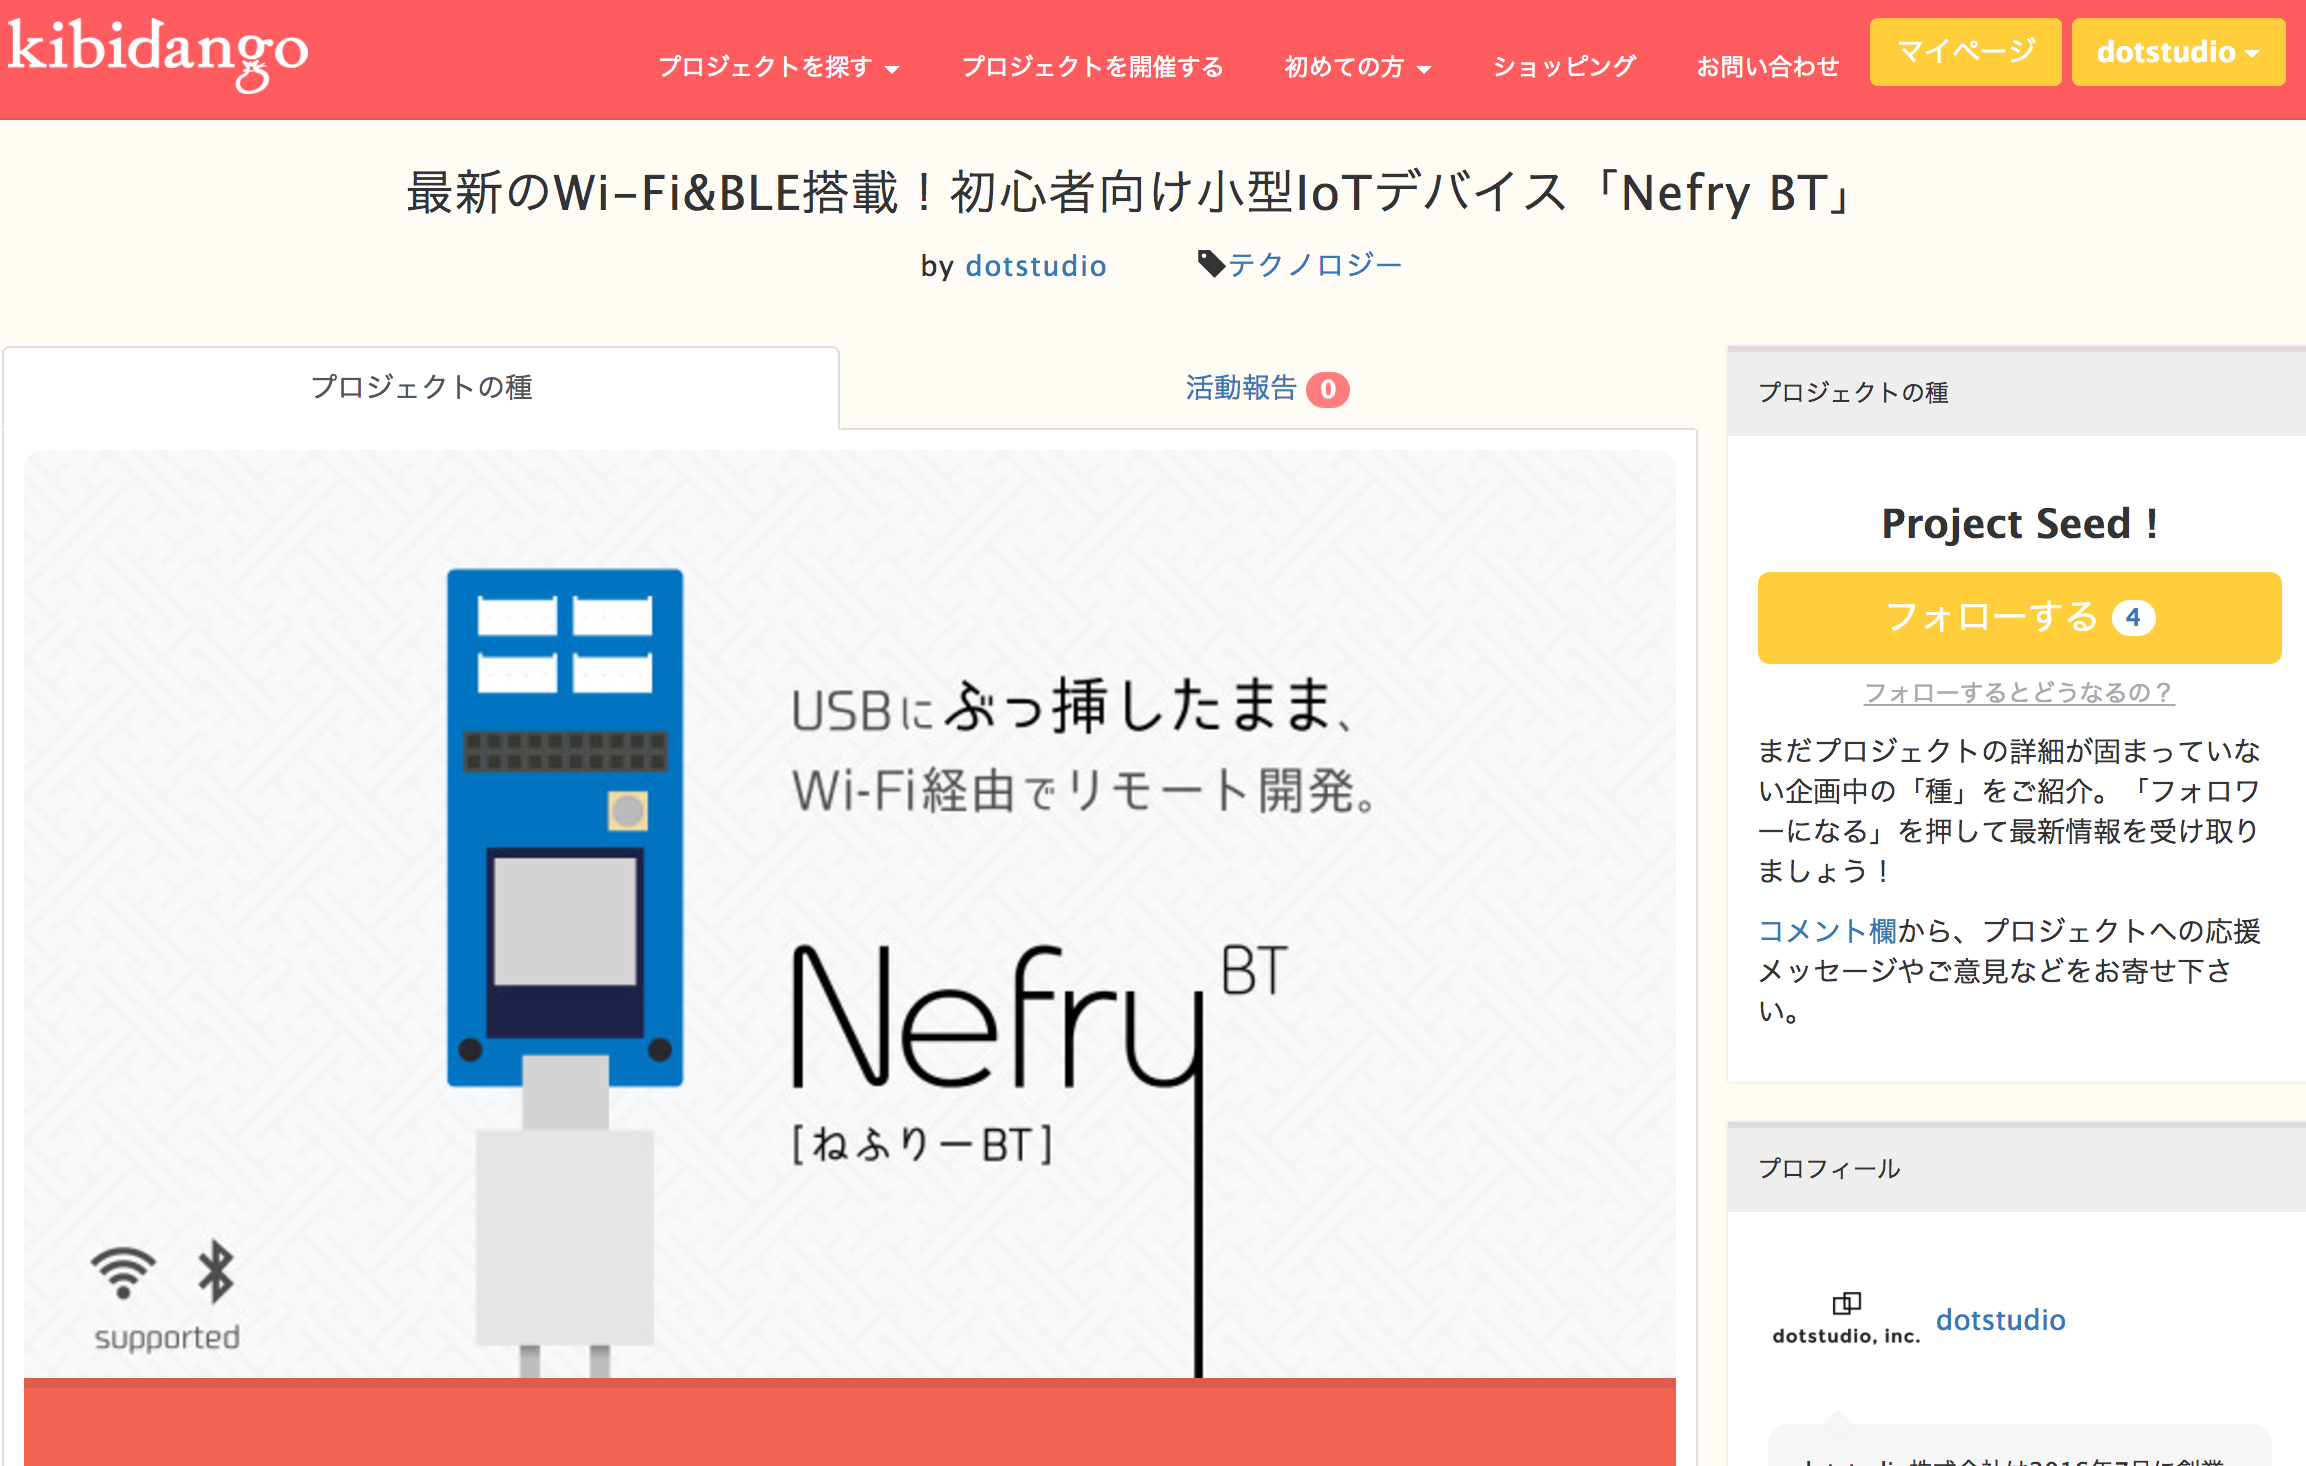 kibidango
プロジェクトを探す
プロジェクトを開催する
初めての方
ショッピング
お問い合わせ
マイページ
dotstudio
最新のWi-Fi&BLE搭載！初心者向け小型IoTデバイス「Nefry BT」
by dotstudio
テクノロジー
プロジェクトの種
活動報告 0
USBにぶっ挿したまま、
Wi-Fi経由でリモート開発。
Nefry BT
[ねふりーBT]
supported
プロジェクトの種
Project Seed！
フォローする 4
フォローするとどうなるの？
まだプロジェクトの詳細が固まっていな
い企画中の「種」をご紹介。「フォロワ
ーになる」を押して最新情報を受け取り
ましょう！
コメント欄から、プロジェクトへの応援
メッセージやご意見などをお寄せ下さ
い。
プロフィール
dotstudio, inc.
dotstudio